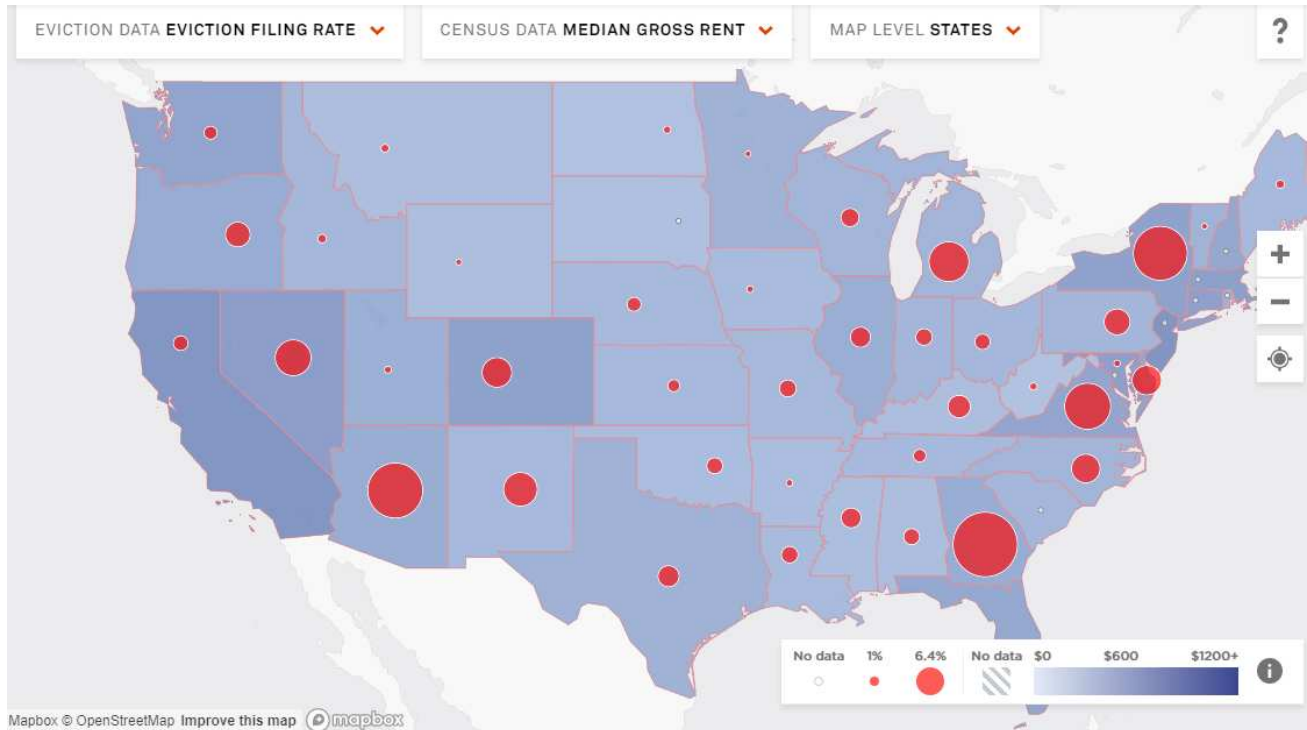 EVICTION DATA EVICTION FILING RATE
CENSUS DATA MEDIAN GROSS RENT
MAP LEVEL STATES
?
+
−
No data 1% 6.4% No data $0 $600 $1200+
i
Mapbox © OpenStreetMap Improve this map mapbox